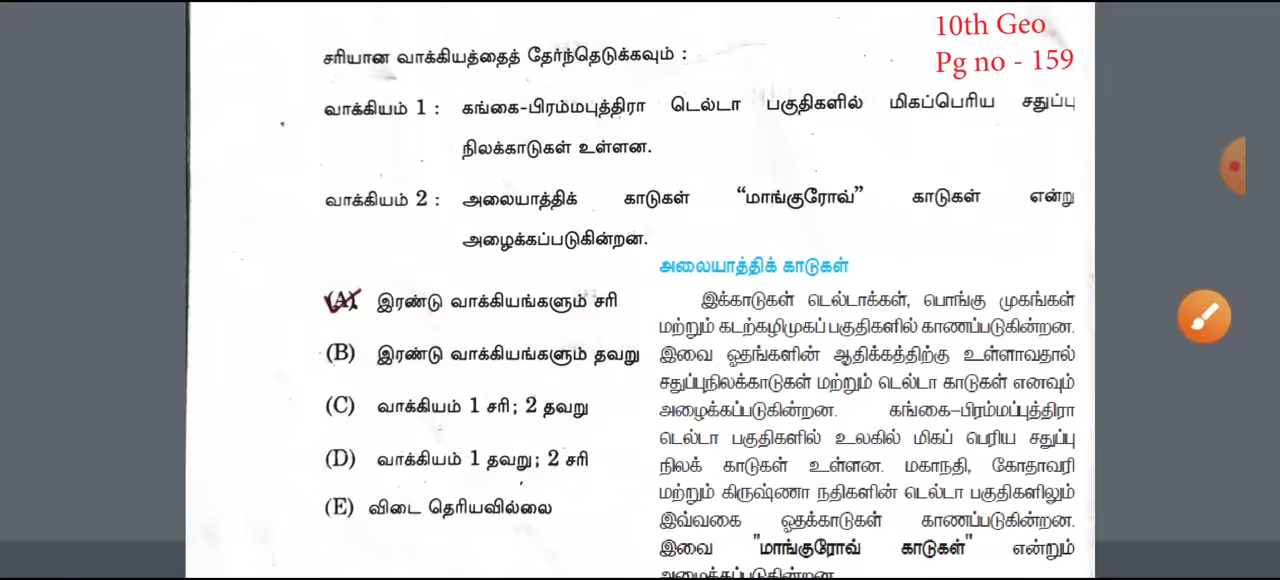 10th Geo
Pg no - 159
சரியான வாக்கியத்தைத் தேர்ந்தெடுக்கவும் :
வாக்கியம் 1 : கங்கை-பிரம்மபுத்திரா டெல்டா பகுதிகளில் மிகப்பெரிய சதுப்பு
நிலக்காடுகள் உள்ளன.
வாக்கியம் 2 : அலையாத்திக் காடுகள் “மாங்குரோவ்” காடுகள் என்று
அழைக்கப்படுகின்றன.
(A) இரண்டு வாக்கியங்களும் சரி
(B) இரண்டு வாக்கியங்களும் தவறு
(C) வாக்கியம் 1 சரி; 2 தவறு
(D) வாக்கியம் 1 தவறு; 2 சரி
(E) விடை தெரியவில்லை
அலையாத்திக் காடுகள்
இக்காடுகள் டெல்டாக்கள், பொங்கு முகங்கள்
மற்றும் கடற்கழிமுகப் பகுதிகளில் காணப்படுகின்றன.
இவை ஓதங்களின் ஆதிக்கத்திற்கு உள்ளாவதால்
சதுப்புநிலக்காடுகள் மற்றும் டெல்டா காடுகள் எனவும்
அழைக்கப்படுகின்றன. கங்கை–பிரம்மப்புத்திரா
டெல்டா பகுதிகளில் உலகில் மிகப் பெரிய சதுப்பு
நிலக் காடுகள் உள்ளன. மகாநதி, கோதாவரி
மற்றும் கிருஷ்ணா நதிகளின் டெல்டா பகுதிகளிலும்
இவ்வகை ஓதக்காடுகள் காணப்படுகின்றன.
இவை "மாங்குரோவ் காடுகள்" என்றும்
அழைக்கப்படுகின்றன